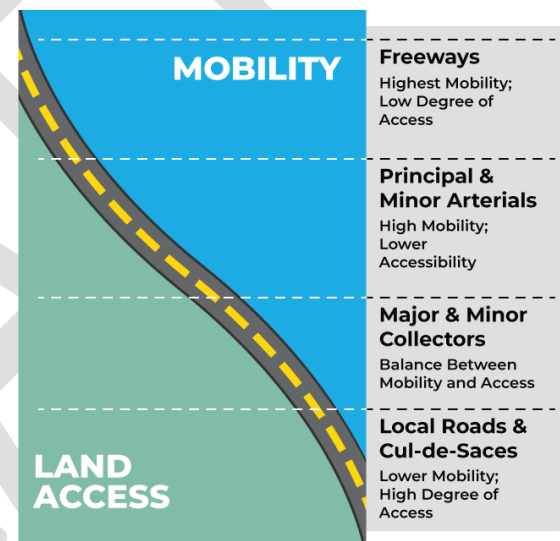 MOBILITY
Freeways
Highest Mobility;
Low Degree of
Access
Principal &
Minor Arterials
High Mobility;
Lower
Accessibility
Major & Minor
Collectors
Balance Between
Mobility and Access
Local Roads &
Cul-de-Saces
Lower Mobility;
High Degree of
Access
LAND
ACCESS